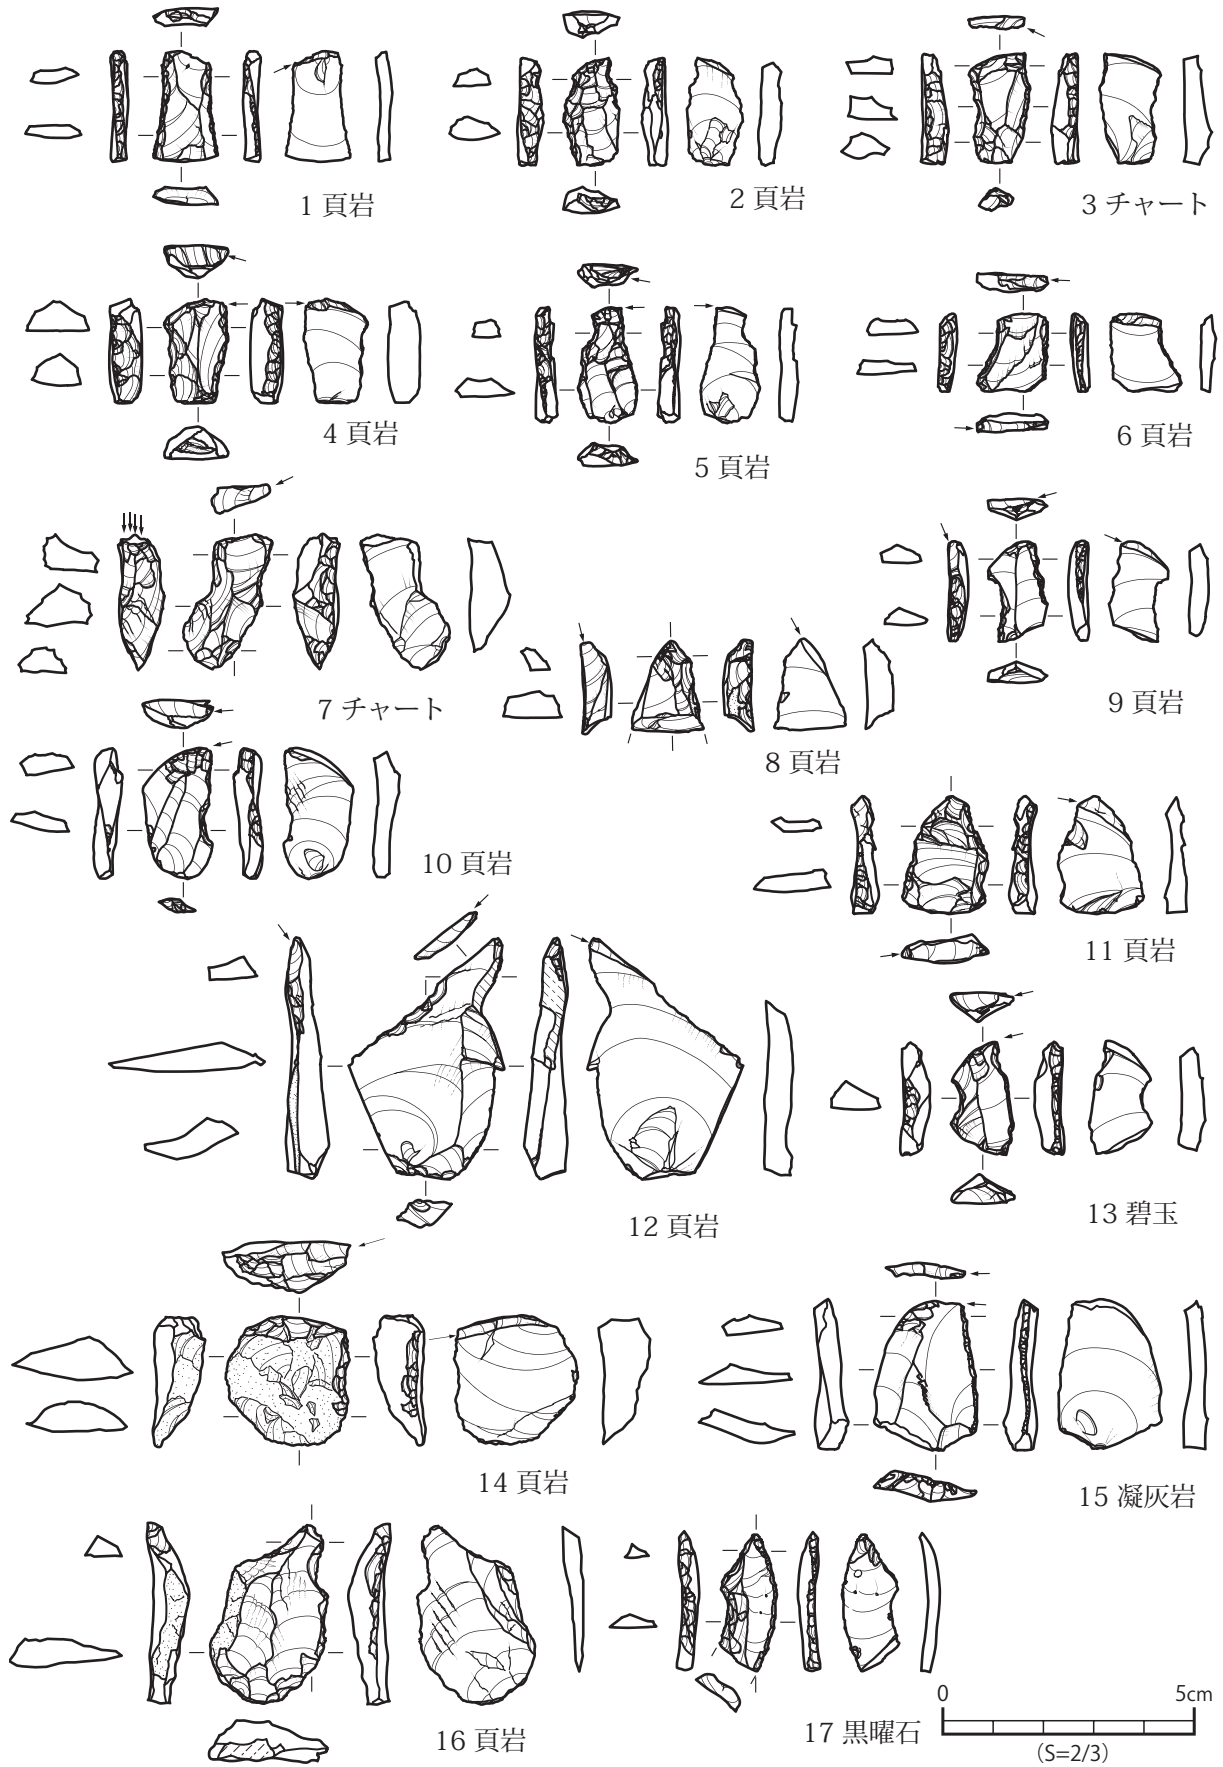 1 頁岩
2 頁岩
3 チャート
4 頁岩
5 頁岩
6 頁岩
7 チャート
8 頁岩
9 頁岩
10 頁岩
11 頁岩
12 頁岩
13 碧玉
14 頁岩
15 凝灰岩
16 頁岩
17 黒曜石
0 5cm
(S=2/3)